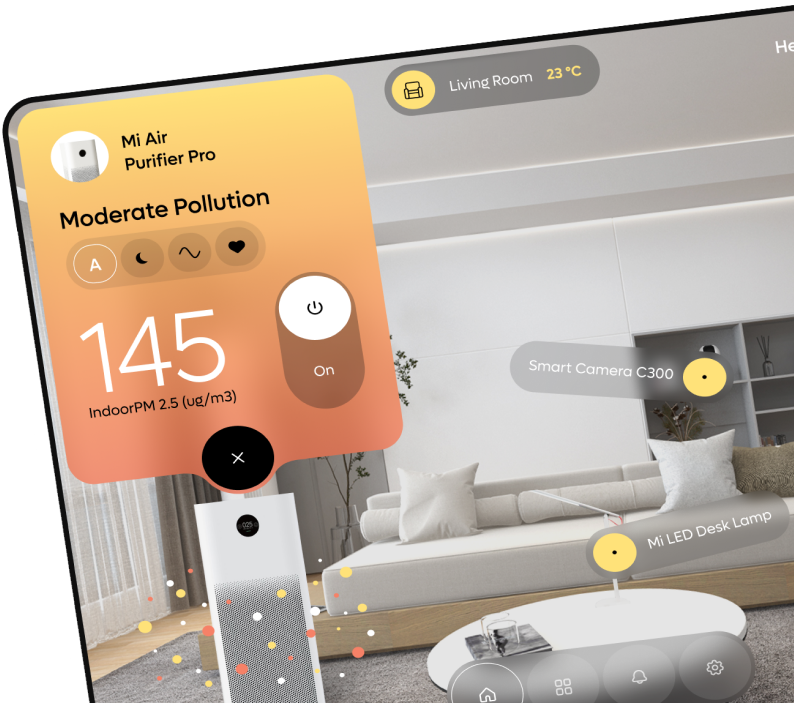 Living Room 23 °C
He
Mi Air
Purifier Pro
Moderate Pollution
A
145
IndoorPM 2.5 (ug/m3)
On
Smart Camera C300
Mi LED Desk Lamp
025